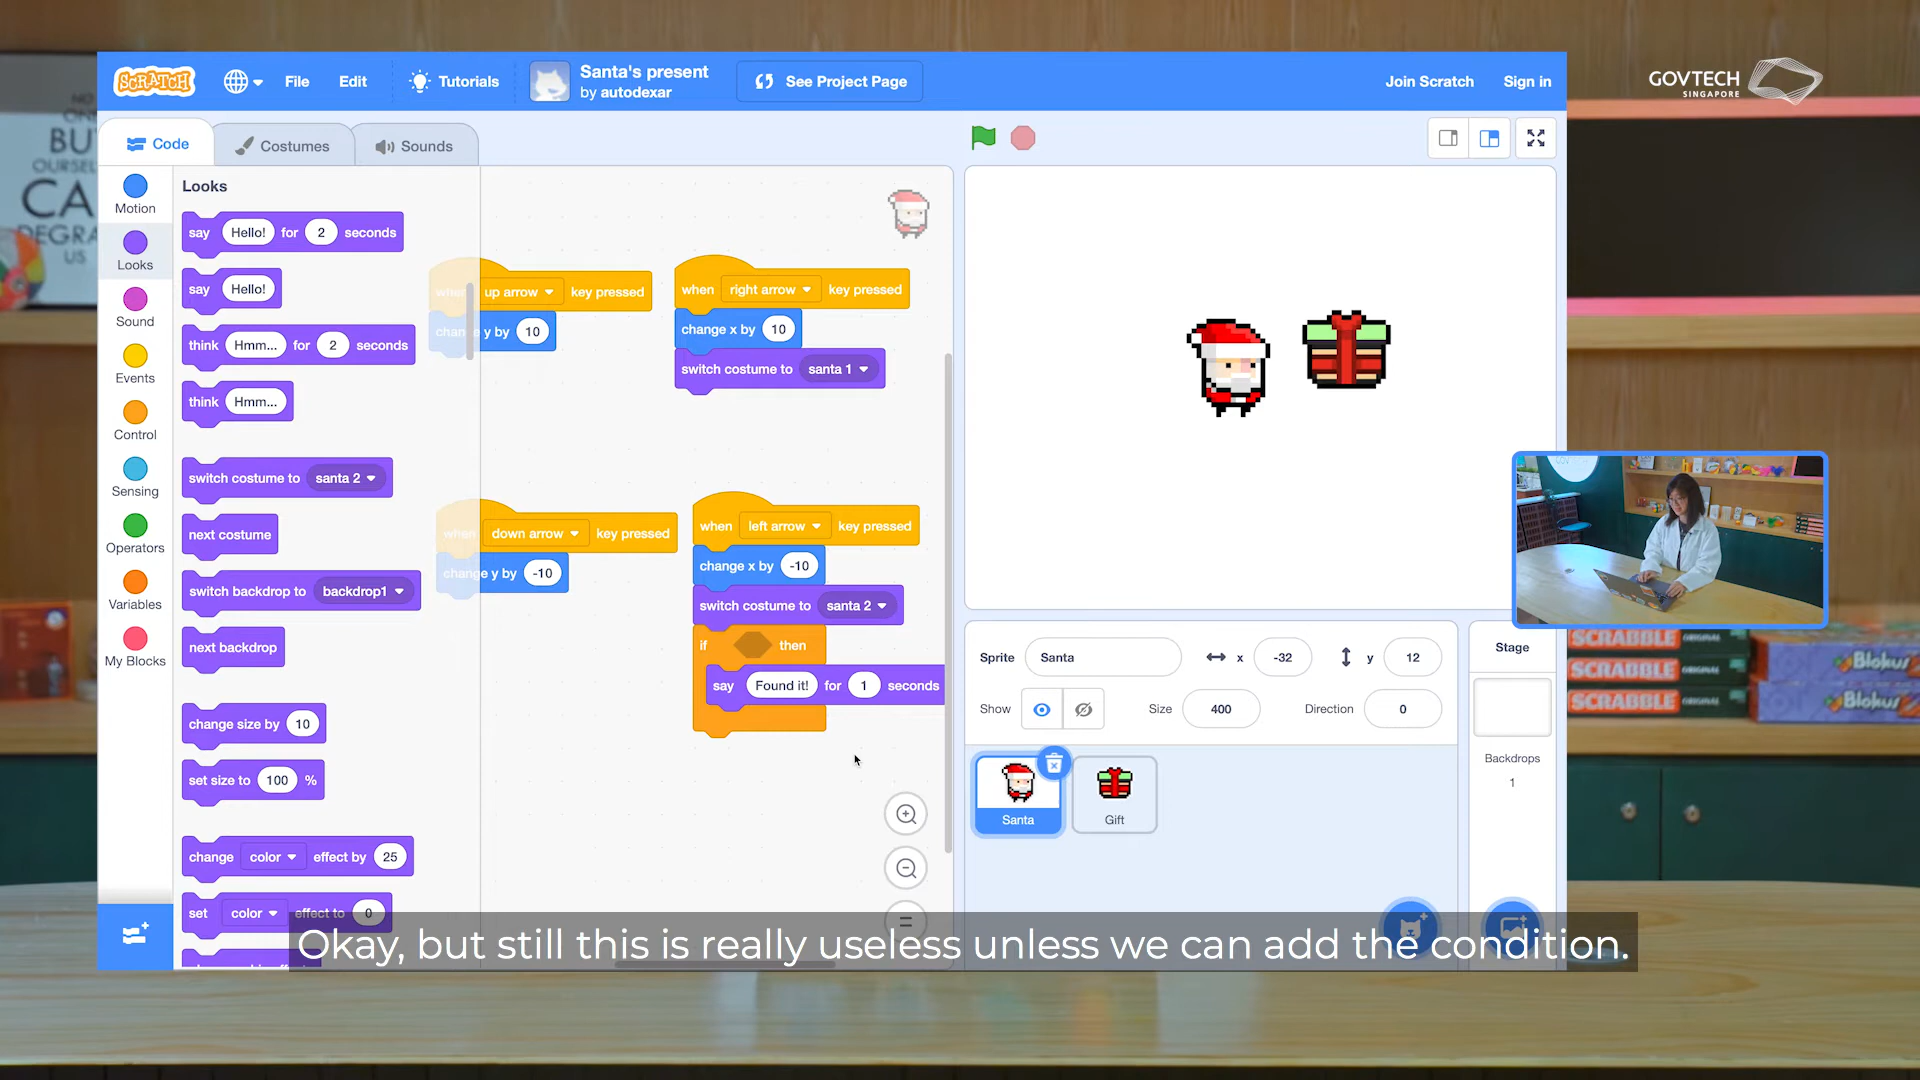 SCRATCH
File
Edit
Tutorials
Santa's present
by autodexar
See Project Page
Join Scratch
Sign in
GOVTECH
SINGAPORE
Code
Costumes
Sounds
Motion
Looks
Sound
Events
Control
Sensing
Operators
Variables
My Blocks
Looks
say Hello! for 2 seconds
say Hello!
think Hmm... for 2 seconds
think Hmm...
switch costume to santa 2
next costume
switch backdrop to backdrop1
next backdrop
change size by 10
set size to 100 %
change color effect by 25
set color effect to 0
when up arrow key pressed
change y by 10
when right arrow key pressed
change x by 10
switch costume to santa 1
when down arrow key pressed
change y by -10
when left arrow key pressed
change x by -10
switch costume to santa 2
if then
say Found it! for 1 seconds
Sprite Santa x -32 y 12
Show Size 400 Direction 0
Santa
Gift
Stage
Backdrops
1
SCRABBLE
SCRABBLE
SCRABBLE
Blokus
Blokus
Okay, but still this is really useless unless we can add the condition.